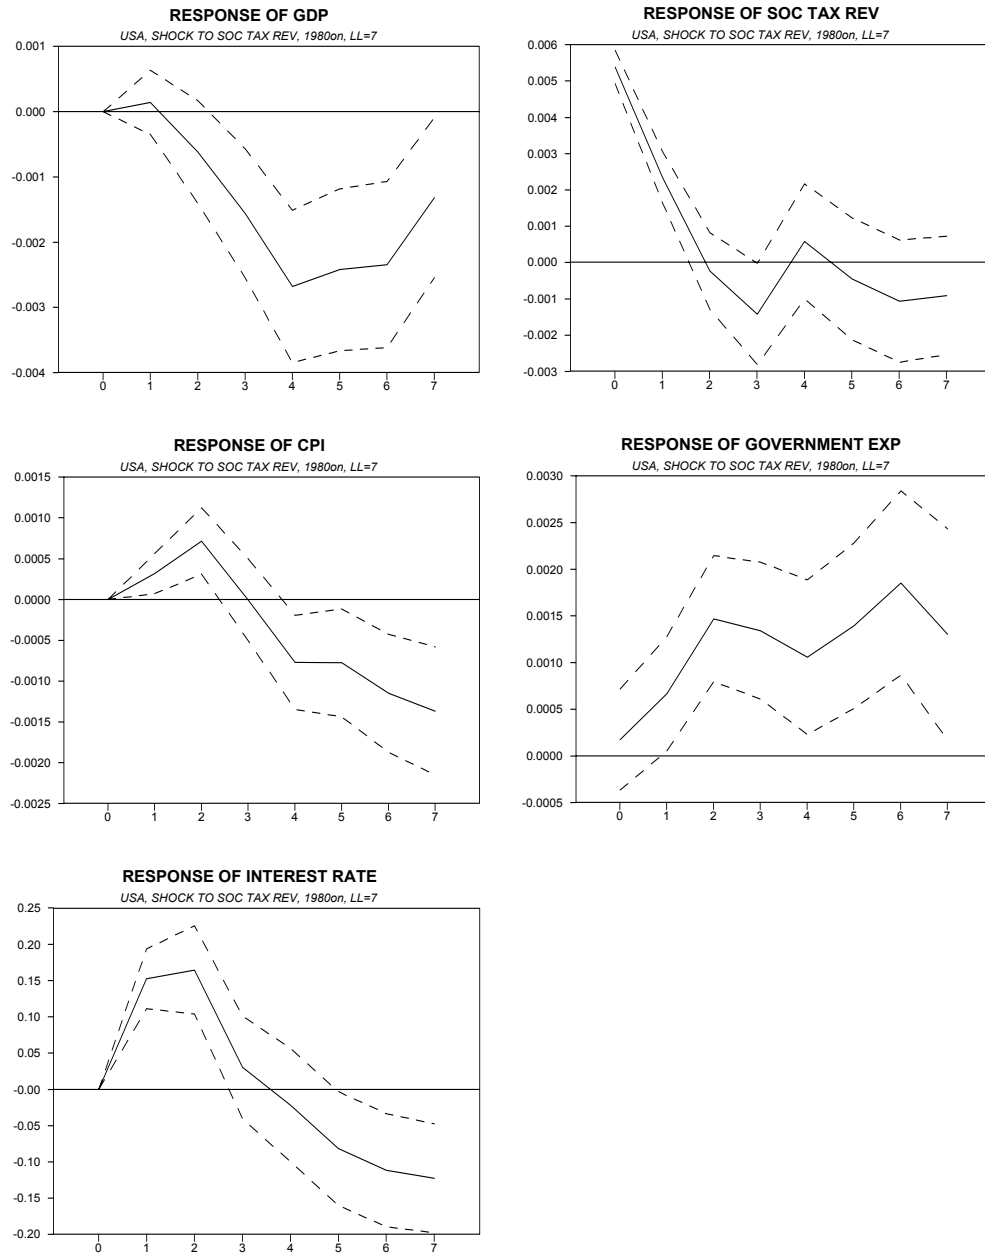 RESPONSE OF GDP
USA, SHOCK TO SOC TAX REV, 1980on, LL=7
0.001
0.000
-0.001
-0.002
-0.003
-0.004
0 1 2 3 4 5 6 7
RESPONSE OF SOC TAX REV
USA, SHOCK TO SOC TAX REV, 1980on, LL=7
0.006
0.005
0.004
0.003
0.002
0.001
0.000
-0.001
-0.002
-0.003
0 1 2 3 4 5 6 7
RESPONSE OF CPI
USA, SHOCK TO SOC TAX REV, 1980on, LL=7
0.0015
0.0010
0.0005
0.0000
-0.0005
-0.0010
-0.0015
-0.0020
-0.0025
0 1 2 3 4 5 6 7
RESPONSE OF GOVERNMENT EXP
USA, SHOCK TO SOC TAX REV, 1980on, LL=7
0.0030
0.0025
0.0020
0.0015
0.0010
0.0005
0.0000
-0.0005
0 1 2 3 4 5 6 7
RESPONSE OF INTEREST RATE
USA, SHOCK TO SOC TAX REV, 1980on, LL=7
0.25
0.20
0.15
0.10
0.05
-0.00
-0.05
-0.10
-0.15
-0.20
0 1 2 3 4 5 6 7